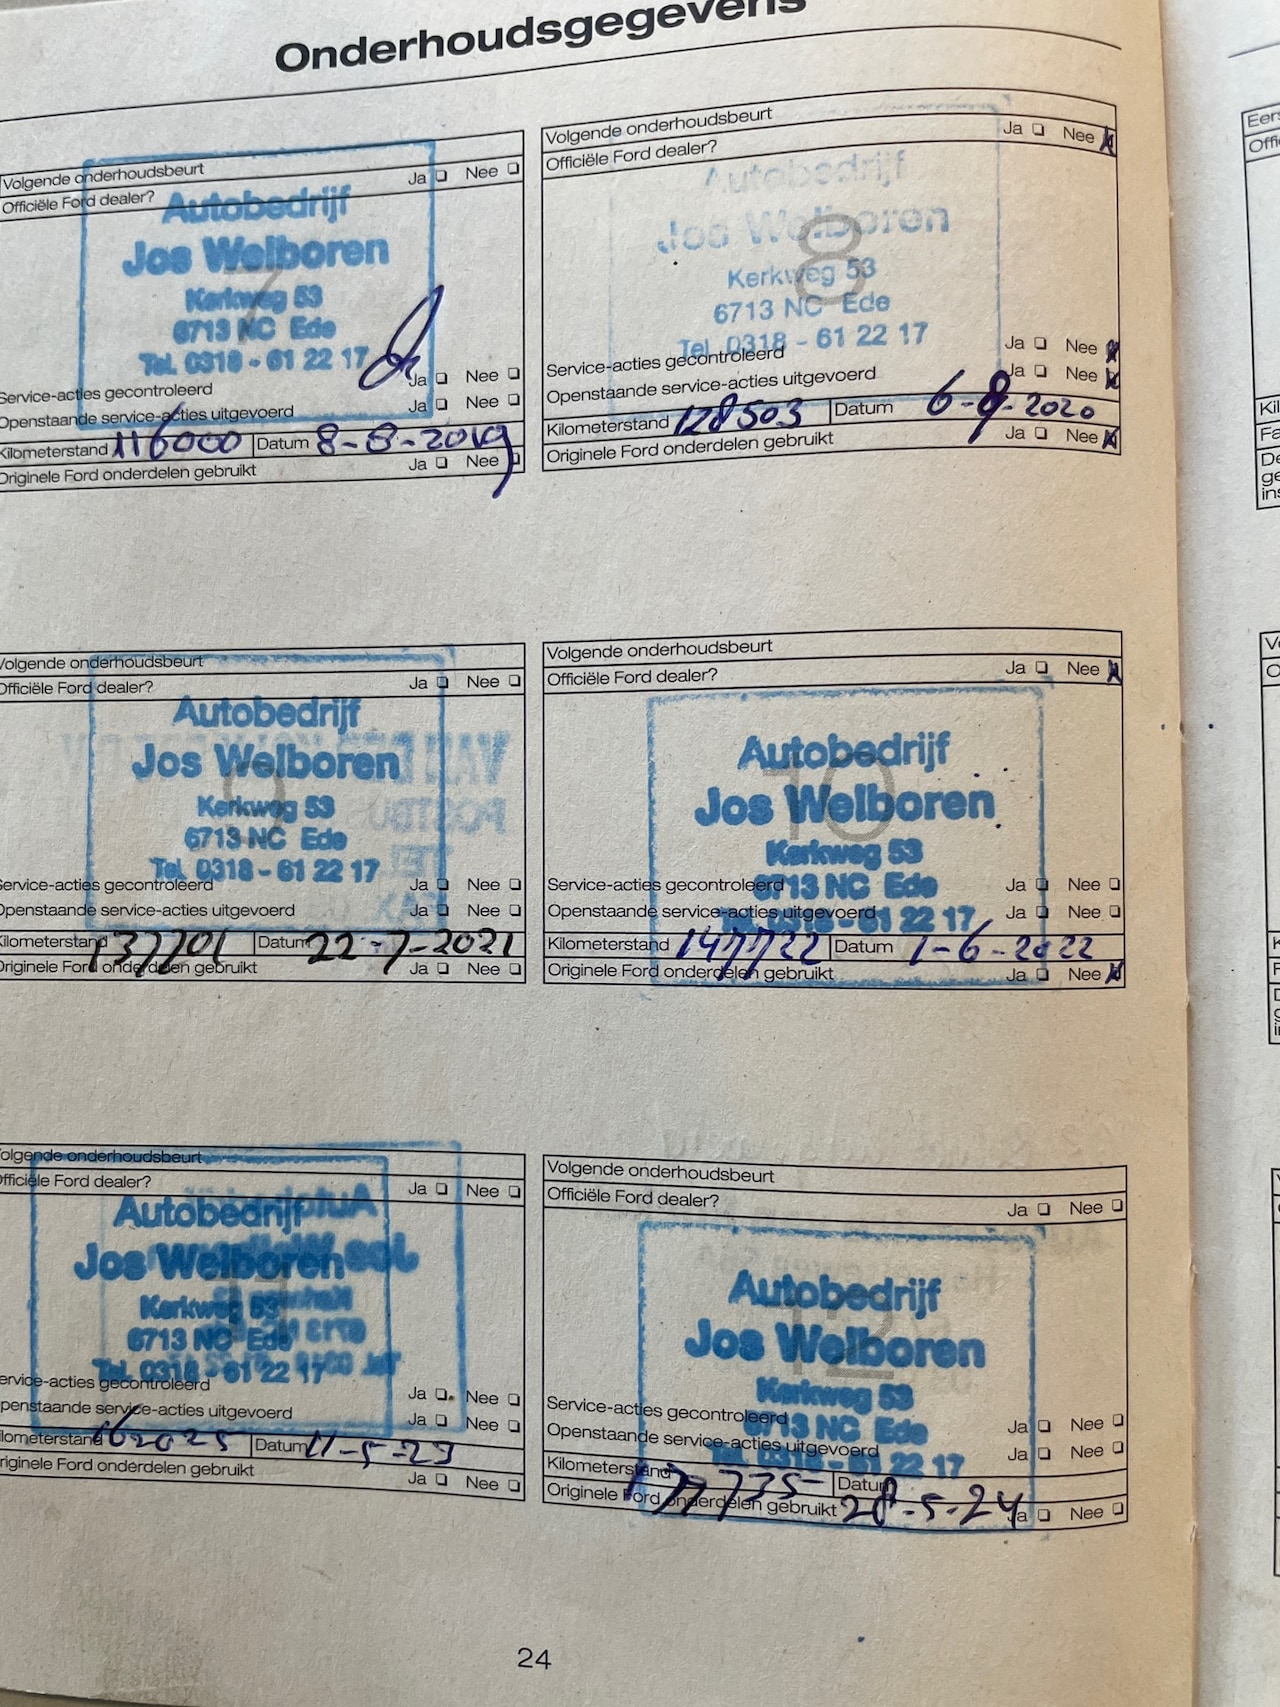 Onderhoudsgegevens
Volgende onderhoudsbeurt
Officiële Ford dealer? Ja Nee
7
Autobedrijf
Jos Welboren
Kerkweg 53
6713 NC Ede
Tel. 0318 - 61 22 17
Service-acties gecontroleerd Ja Nee
Openstaande service-acties uitgevoerd Ja Nee
Kilometerstand 116000 Datum 8-8-2019
Originele Ford onderdelen gebruikt Ja Nee
Volgende onderhoudsbeurt
Officiële Ford dealer? Ja Nee
8
Autobedrijf
Jos Welboren
Kerkweg 53
6713 NC Ede
Tel. 0318 - 61 22 17
Service-acties gecontroleerd Ja Nee
Openstaande service-acties uitgevoerd Ja Nee
Kilometerstand 128503 Datum 6-8-2020
Originele Ford onderdelen gebruikt Ja Nee
Volgende onderhoudsbeurt
Officiële Ford dealer? Ja Nee
9
Autobedrijf
Jos Welboren
Kerkweg 53
6713 NC Ede
Tel. 0318 - 61 22 17
Service-acties gecontroleerd Ja Nee
Openstaande service-acties uitgevoerd Ja Nee
Kilometerstand 137701 Datum 22-7-2021
Originele Ford onderdelen gebruikt Ja Nee
Volgende onderhoudsbeurt
Officiële Ford dealer? Ja Nee
10
Autobedrijf
Jos Welboren
Kerkweg 53
6713 NC Ede
Tel. 0318 - 61 22 17
Service-acties gecontroleerd Ja Nee
Openstaande service-acties uitgevoerd Ja Nee
Kilometerstand 147722 Datum 1-6-2022
Originele Ford onderdelen gebruikt Ja Nee
Volgende onderhoudsbeurt
Officiële Ford dealer? Ja Nee
11
Autobedrijf
Jos Welboren
Kerkweg 53
6713 NC Ede
Tel. 0318 - 61 22 17
Service-acties gecontroleerd Ja Nee
Openstaande service-acties uitgevoerd Ja Nee
Kilometerstand 162025 Datum 11-5-23
Originele Ford onderdelen gebruikt Ja Nee
Volgende onderhoudsbeurt
Officiële Ford dealer? Ja Nee
12
Autobedrijf
Jos Welboren
Kerkweg 53
6713 NC Ede
Tel. 0318 - 61 22 17
Service-acties gecontroleerd Ja Nee
Openstaande service-acties uitgevoerd Ja Nee
Kilometerstand 177735 Datum 28-5-24
Originele Ford onderdelen gebruikt Ja Nee
24